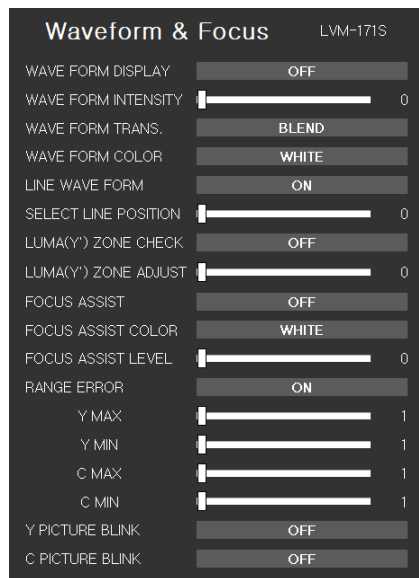 Waveform & Focus LVM-171S
WAVE FORM DISPLAY OFF
WAVE FORM INTENSITY 0
WAVE FORM TRANS. BLEND
WAVE FORM COLOR WHITE
LINE WAVE FORM ON
SELECT LINE POSITION 0
LUMA(Y') ZONE CHECK OFF
LUMA(Y') ZONE ADJUST 0
FOCUS ASSIST OFF
FOCUS ASSIST COLOR WHITE
FOCUS ASSIST LEVEL 0
RANGE ERROR ON
Y MAX 1
Y MIN 1
C MAX 1
C MIN 1
Y PICTURE BLINK OFF
C PICTURE BLINK OFF